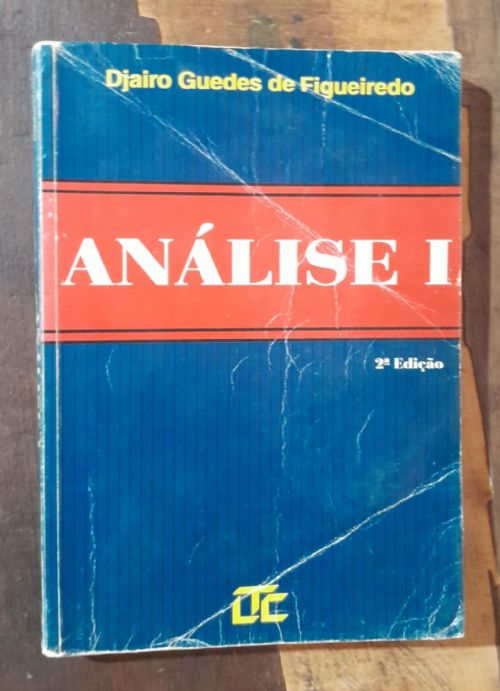 Djairo Guedes de Figueiredo
ANÁLISE I
2ª Edição
LTC